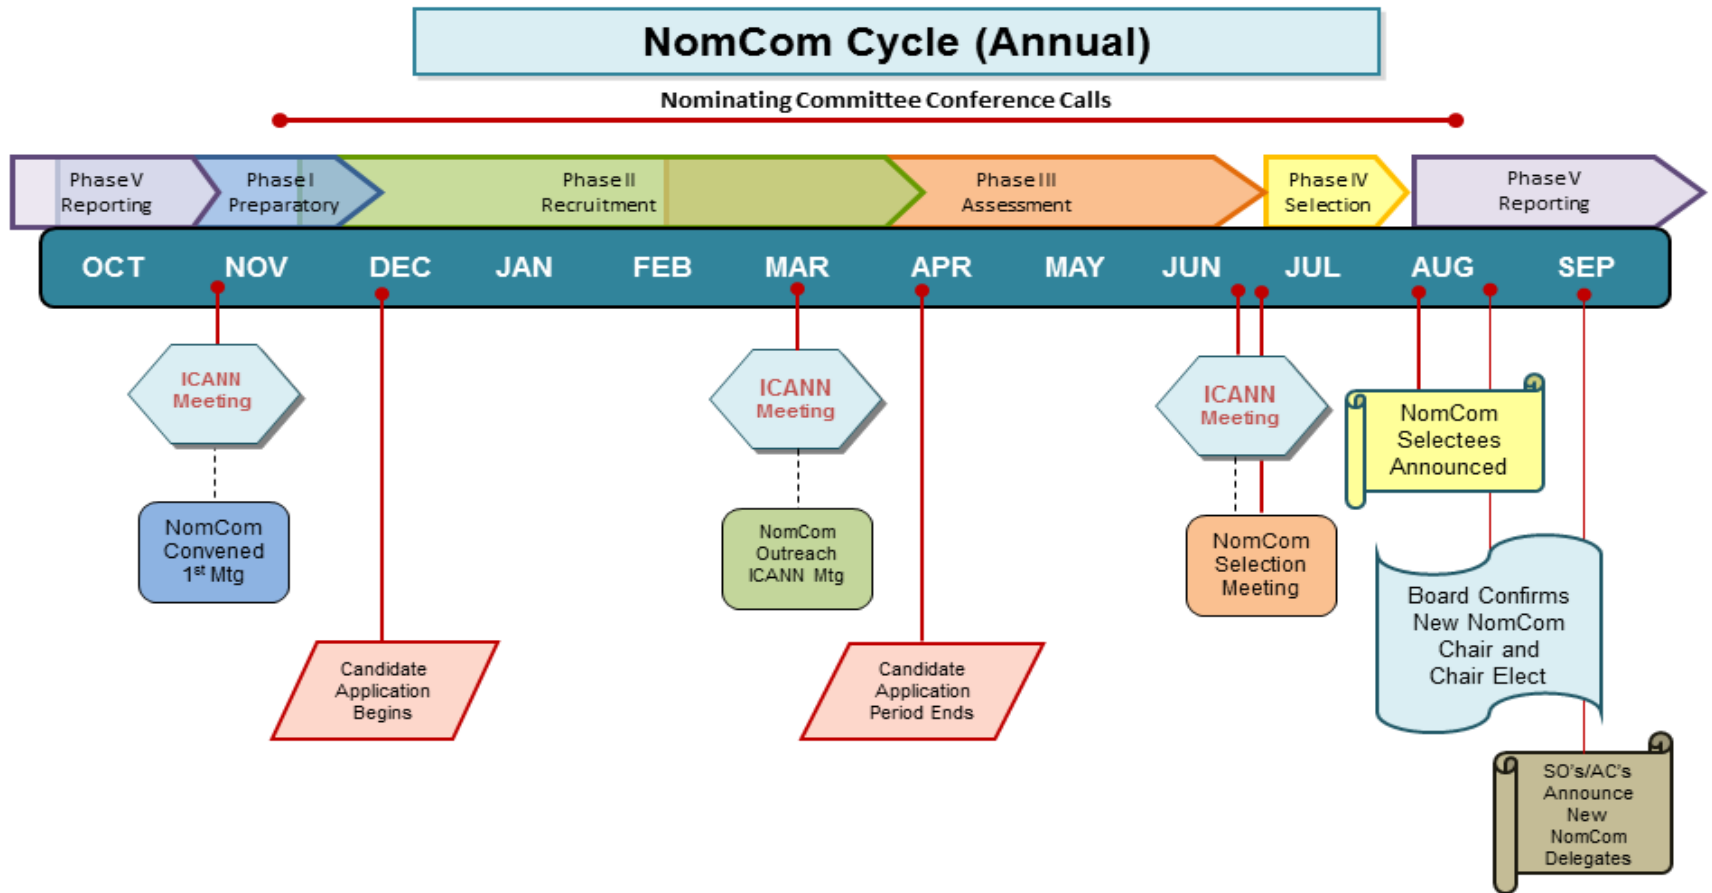 NomCom Cycle (Annual)
Nominating Committee Conference Calls
Phase V
Reporting
Phase I
Preparatory
Phase II
Recruitment
Phase III
Assessment
Phase IV
Selection
Phase V
Reporting
OCT NOV DEC JAN FEB MAR APR MAY JUN JUL AUG SEP
ICANN
Meeting
ICANN
Meeting
ICANN
Meeting
NomCom
Selectees
Announced
NomCom
Convened
1st Mtg
NomCom
Outreach
ICANN Mtg
NomCom
Selection
Meeting
Board Confirms
New NomCom
Chair and
Chair Elect
Candidate
Application
Begins
Candidate
Application
Period Ends
SO's/AC's
Announce
New
NomCom
Delegates